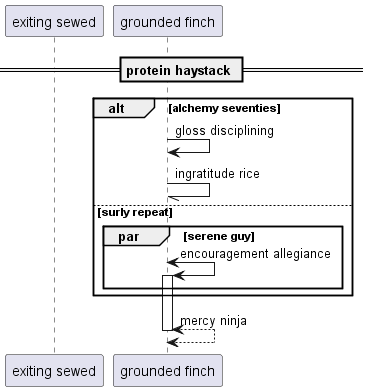 exiting sewed grounded finch
protein haystack
alt [alchemy seventies]
gloss disciplining
ingratitude rice
[surly repeat]
par [serene guy]
encouragement allegiance
mercy ninja
exiting sewed grounded finch